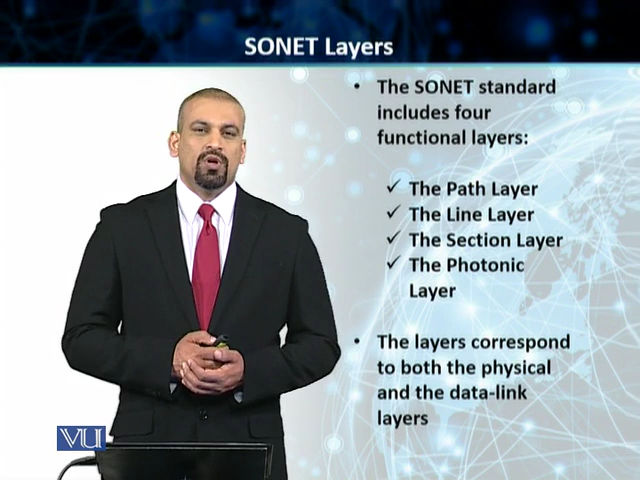 SONET Layers
• The SONET standard
includes four
functional layers:
✓ The Path Layer
✓ The Line Layer
✓ The Section Layer
✓ The Photonic
Layer
• The layers correspond
to both the physical
and the data-link
layers
VU